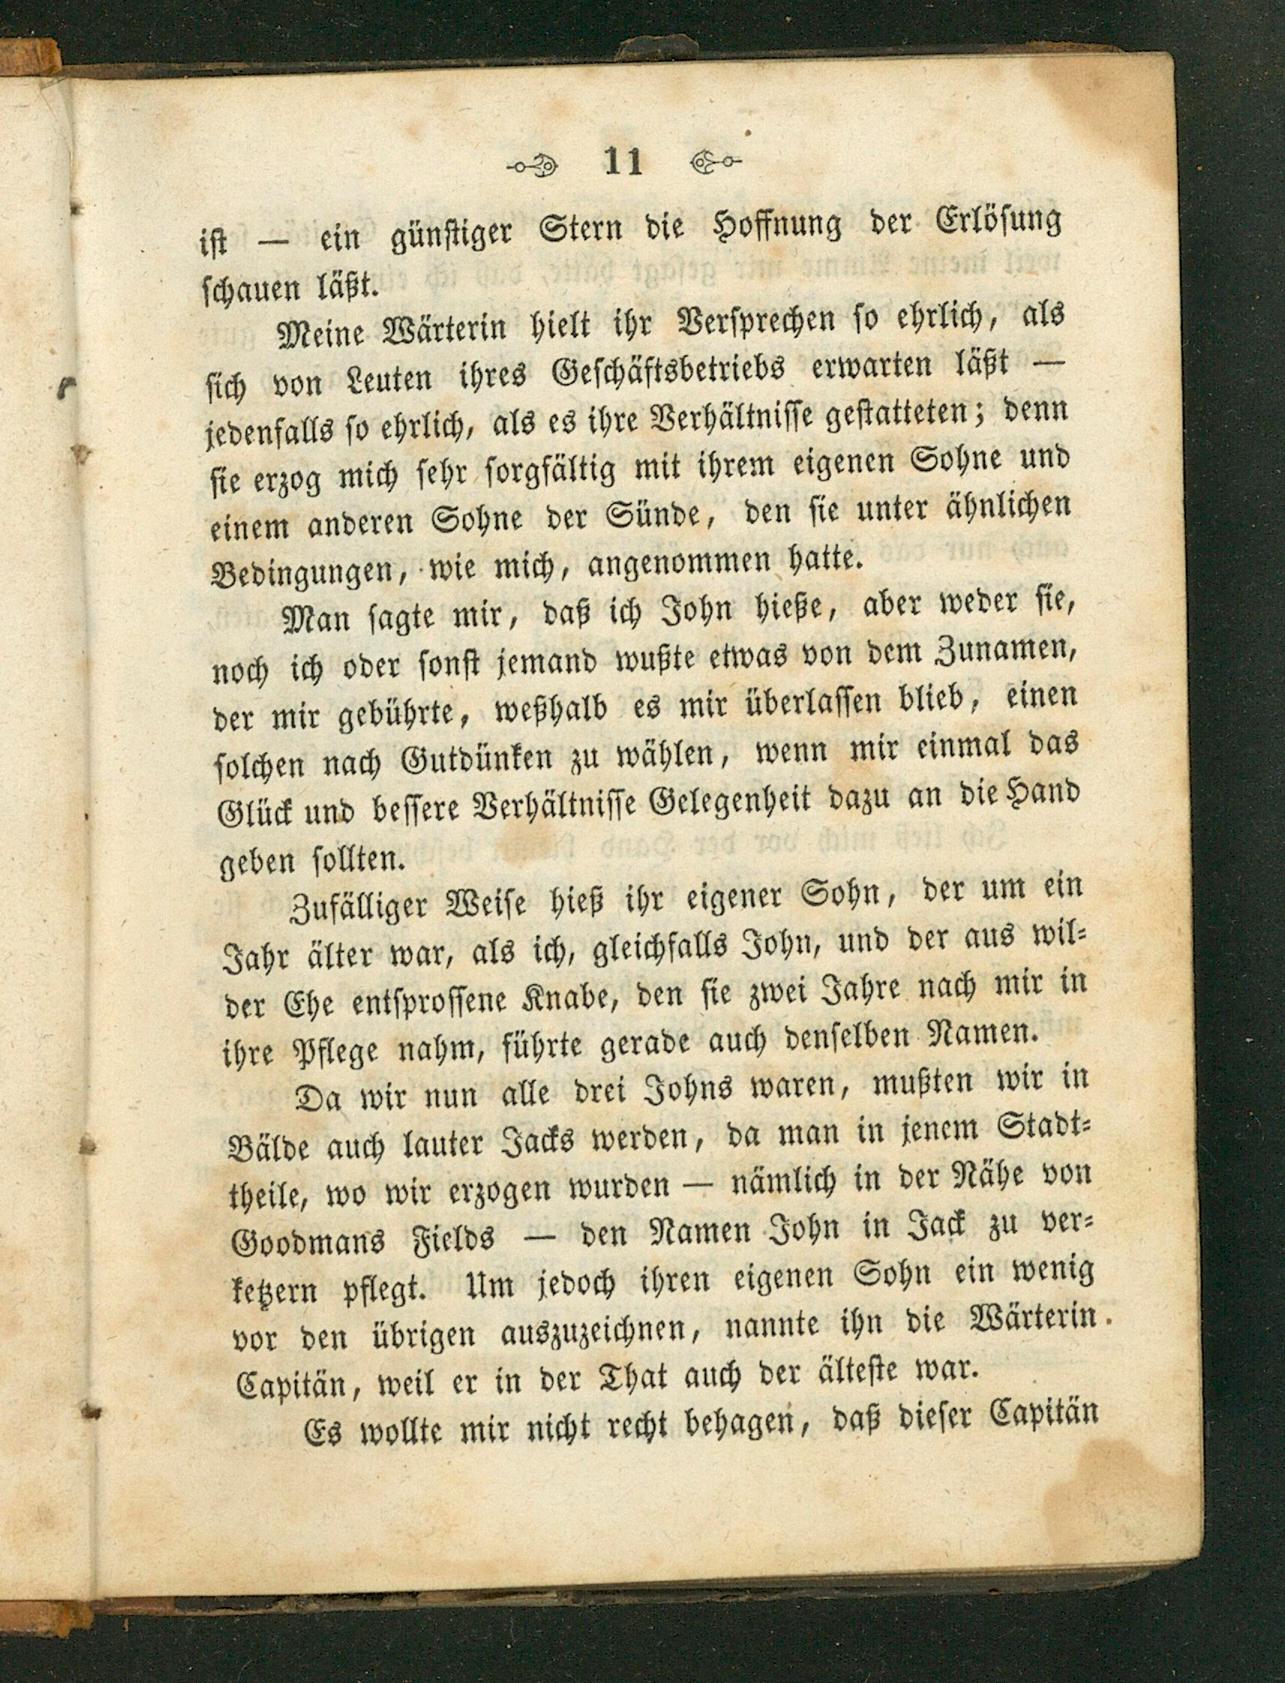 11
ist — ein günstiger Stern die Hoffnung der Erlösung
schauen läßt.
Meine Wärterin hielt ihr Versprechen so ehrlich, als
sich von Leuten ihres Geschäftsbetriebs erwarten läßt —
jedenfalls so ehrlich, als es ihre Verhältnisse gestatteten; denn
sie erzog mich sehr sorgfältig mit ihrem eigenen Sohne und
einem anderen Sohne der Sünde, den sie unter ähnlichen
Bedingungen, wie mich, angenommen hatte.
Man sagte mir, daß ich John hieße, aber weder sie,
noch ich oder sonst jemand wußte etwas von dem Zunamen,
der mir gebührte, weßhalb es mir überlassen blieb, einen
solchen nach Gutdünken zu wählen, wenn mir einmal das
Glück und bessere Verhältnisse Gelegenheit dazu an die Hand
geben sollten.
Zufälliger Weise hieß ihr eigener Sohn, der um ein
Jahr älter war, als ich, gleichfalls John, und der aus wil-
der Ehe entsprossene Knabe, den sie zwei Jahre nach mir in
ihre Pflege nahm, führte gerade auch denselben Namen.
Da wir nun alle drei Johns waren, mußten wir in
Bälde auch lauter Jacks werden, da man in jenem Stadt-
theile, wo wir erzogen wurden — nämlich in der Nähe von
Goodmans Fields — den Namen John in Jack zu ver-
ketzern pflegt. Um jedoch ihren eigenen Sohn ein wenig
vor den übrigen auszuzeichnen, nannte ihn die Wärterin
Capitän, weil er in der That auch der älteste war.
Es wollte mir nicht recht behagen, daß dieser Capitän